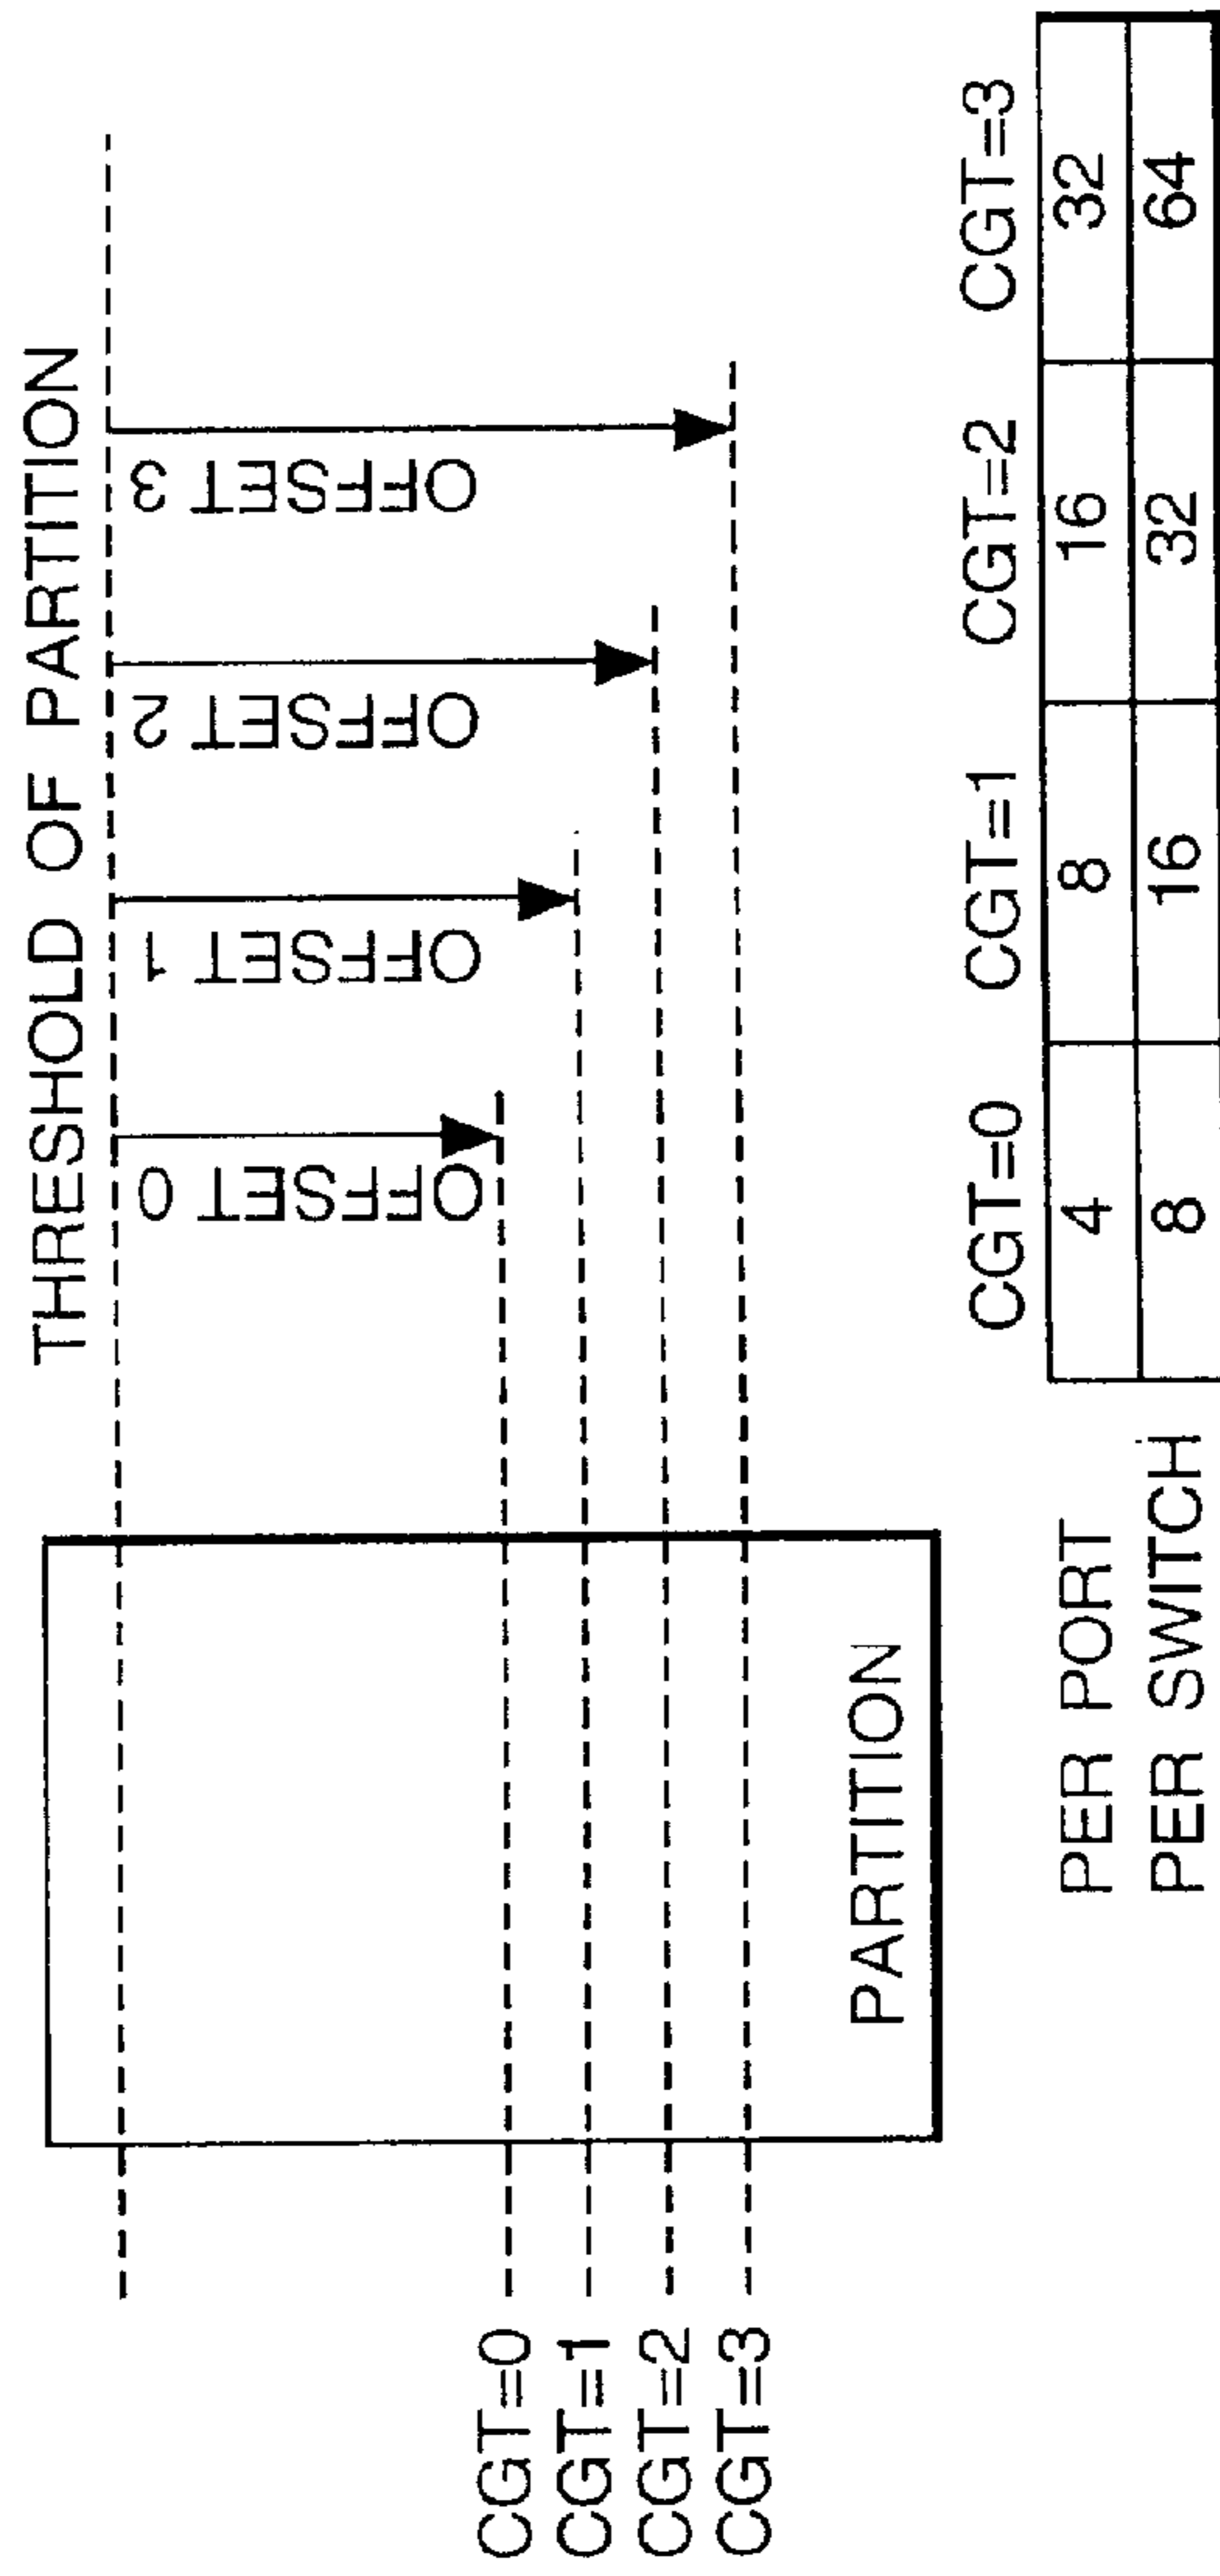 THRESHOLD OF PARTITION
OFFSET 0
OFFSET 1
OFFSET 2
OFFSET 3
CGT=0
CGT=1
CGT=2
CGT=3
PARTITION
CGT=0 CGT=1 CGT=2 CGT=3
PER PORT 4 8 16 32
PER SWITCH 8 16 32 64